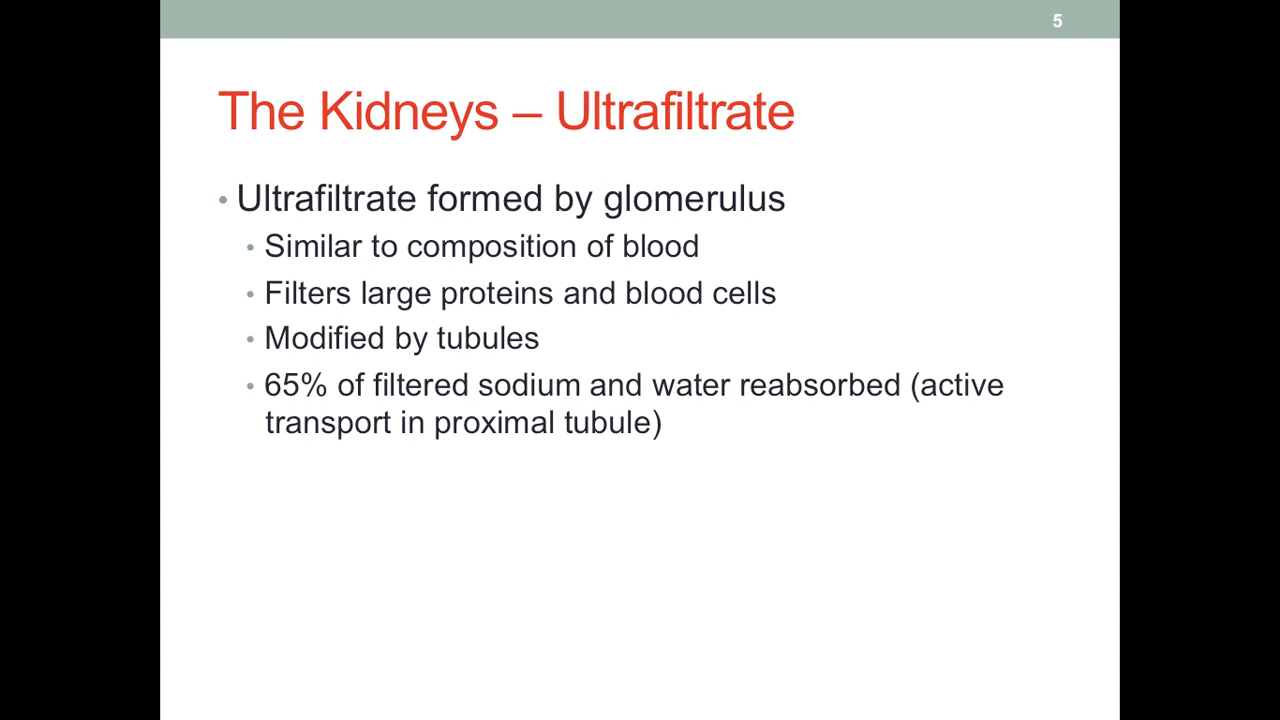 5
The Kidneys – Ultrafiltrate
• Ultrafiltrate formed by glomerulus
• Similar to composition of blood
• Filters large proteins and blood cells
• Modified by tubules
• 65% of filtered sodium and water reabsorbed (active
transport in proximal tubule)